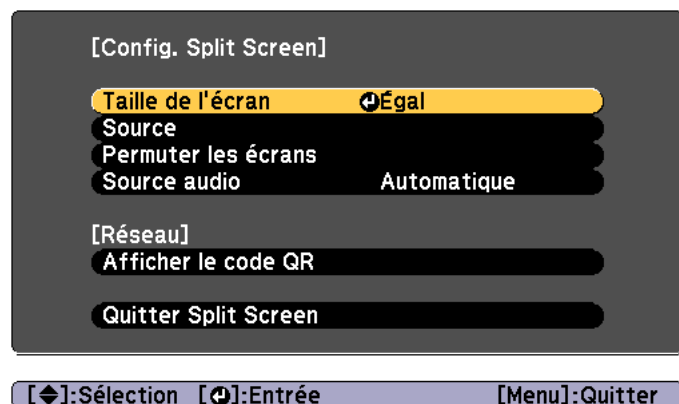 [Config. Split Screen]
Taille de l'écran Égal
Source
Permuter les écrans
Source audio Automatique
[Réseau]
Afficher le code QR
Quitter Split Screen
[◆]:Sélection [⏎]:Entrée [Menu]:Quitter